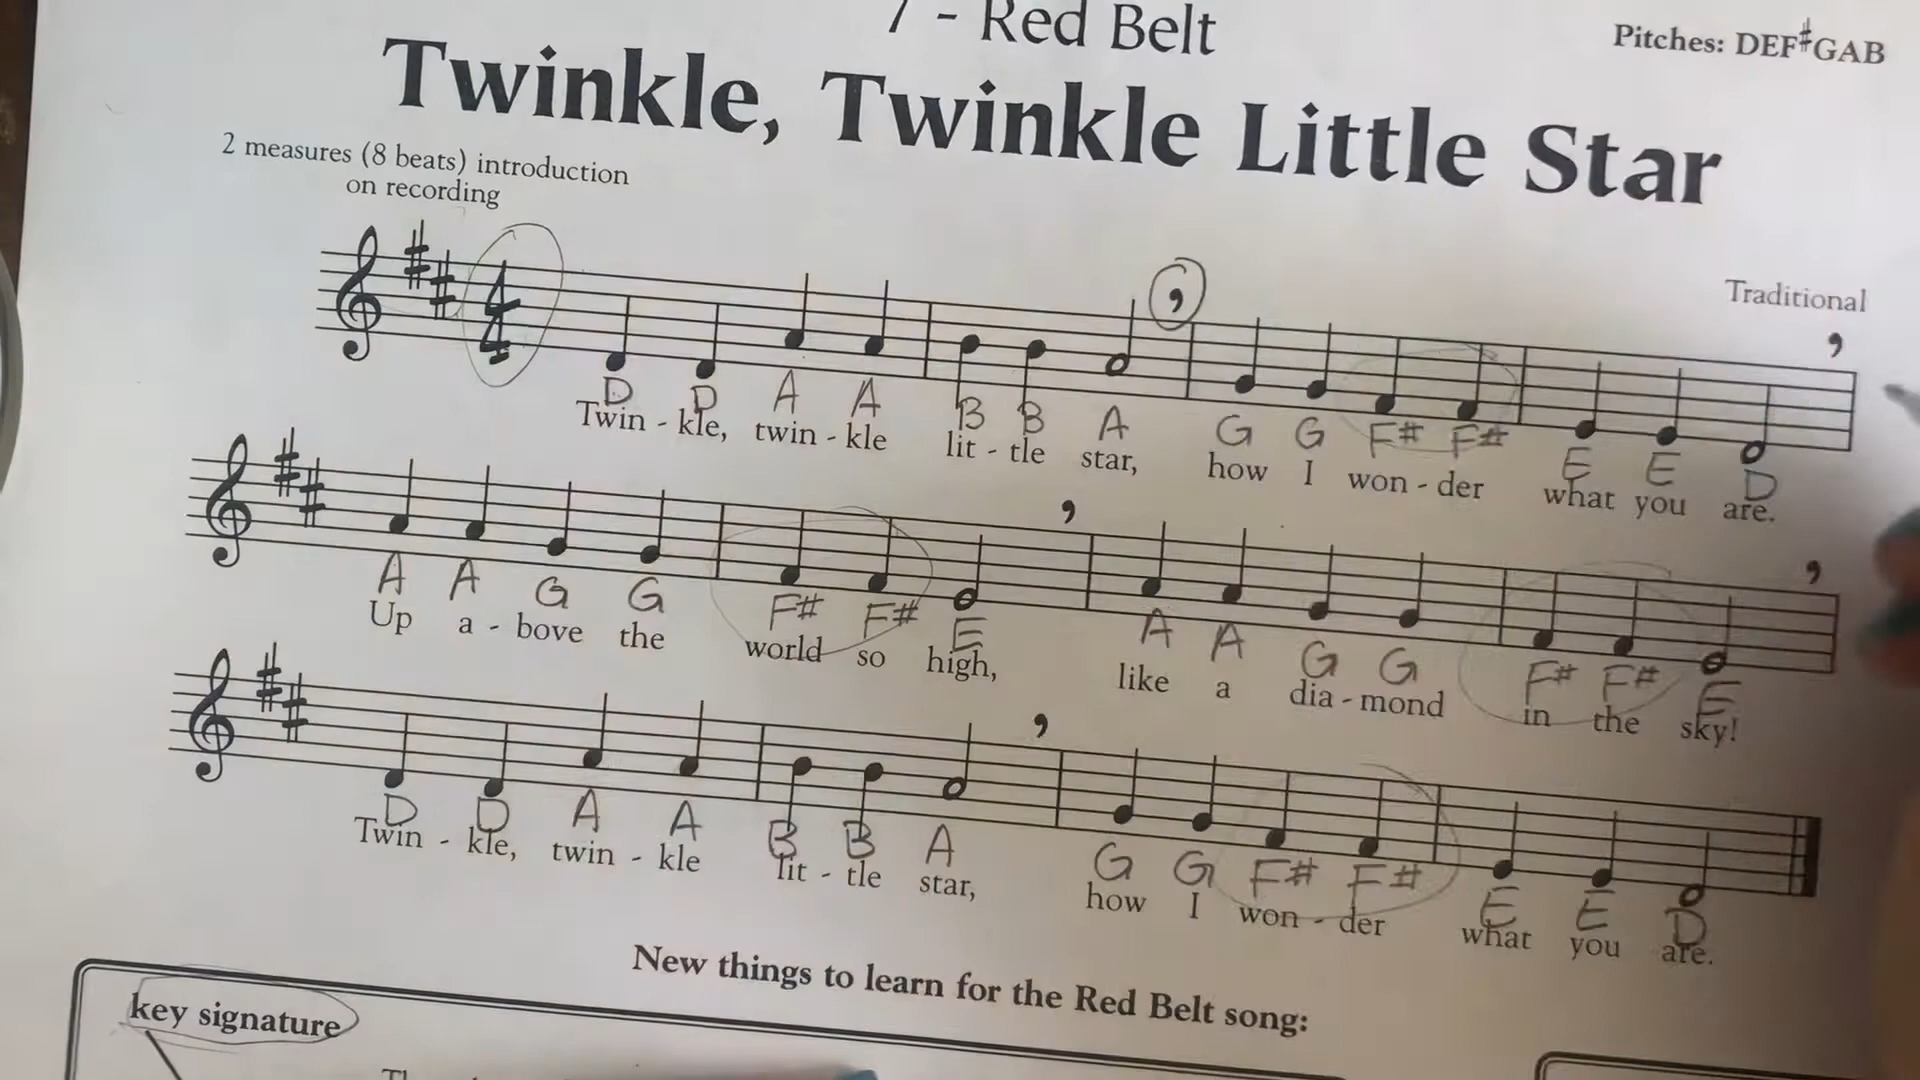 7 - Red Belt
Pitches: DEF♯GAB
Twinkle, Twinkle Little Star
2 measures (8 beats) introduction
on recording
Traditional
D D A A B B A G G F# F# E E D
Twin - kle, twin - kle lit - tle star, how I won - der what you are.
A A G G F# F# E A A G G F# F# E
Up a - bove the world so high, like a dia - mond in the sky!
D D A A B B A G G F# F# E E D
Twin - kle, twin - kle lit - tle star, how I won - der what you are.
New things to learn for the Red Belt song:
key signature